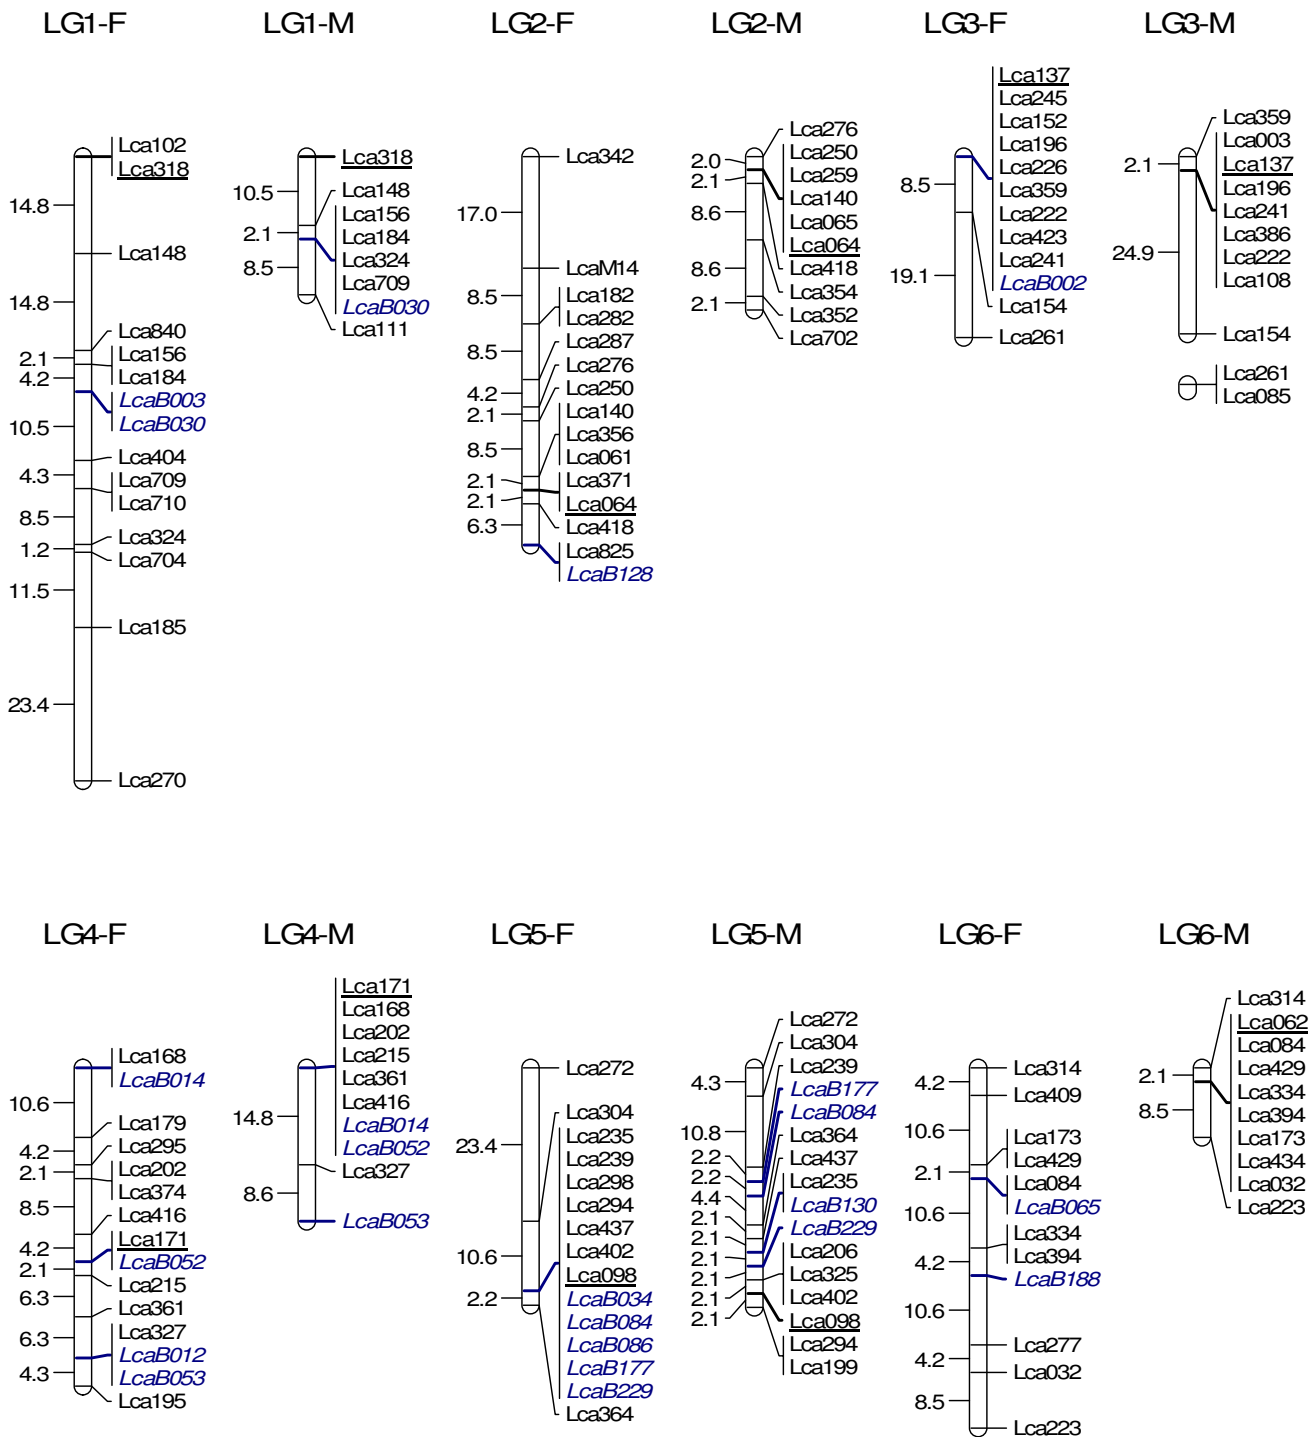 LG1-F
14.8
14.8
2.1
4.2
10.5
4.3
8.5
1.2
11.5
23.4
Lca102
Lca318
Lca148
Lca840
Lca156
Lca184
LcaB003
LcaB030
Lca404
Lca709
Lca710
Lca324
Lca704
Lca185
Lca270
LG1-M
10.5
2.1
8.5
Lca318
Lca148
Lca156
Lca184
Lca324
Lca709
LcaB030
Lca111
LG2-F
17.0
8.5
8.5
4.2
2.1
8.5
2.1
2.1
6.3
Lca342
LcaM14
Lca182
Lca282
Lca287
Lca276
Lca250
Lca140
Lca356
Lca061
Lca371
Lca064
Lca418
Lca825
LcaB128
LG2-M
2.0
2.1
8.6
8.6
2.1
Lca276
Lca250
Lca259
Lca140
Lca065
Lca064
Lca418
Lca354
Lca352
Lca702
LG3-F
8.5
19.1
Lca137
Lca245
Lca152
Lca196
Lca226
Lca359
Lca222
Lca423
Lca241
LcaB002
Lca154
Lca261
LG3-M
2.1
24.9
Lca359
Lca003
Lca137
Lca196
Lca241
Lca386
Lca222
Lca108
Lca154
Lca261
Lca085
LG4-F
10.6
4.2
2.1
8.5
4.2
2.1
6.3
6.3
4.3
Lca168
LcaB014
Lca179
Lca295
Lca202
Lca374
Lca416
Lca171
LcaB052
Lca215
Lca361
Lca327
LcaB012
LcaB053
Lca195
LG4-M
14.8
8.6
Lca171
Lca168
Lca202
Lca215
Lca361
Lca416
LcaB014
LcaB052
Lca327
LcaB053
LG5-F
23.4
10.6
2.2
Lca272
Lca304
Lca235
Lca239
Lca298
Lca294
Lca437
Lca402
Lca098
LcaB034
LcaB084
LcaB086
LcaB177
LcaB229
Lca364
LG5-M
4.3
10.8
2.2
2.2
4.4
2.1
2.1
2.1
2.1
2.1
2.1
Lca272
Lca304
Lca239
LcaB177
LcaB084
Lca364
Lca437
Lca235
LcaB130
LcaB229
Lca206
Lca325
Lca402
Lca098
Lca294
Lca199
LG6-F
4.2
10.6
2.1
10.6
4.2
10.6
4.2
8.5
Lca314
Lca409
Lca173
Lca429
Lca084
LcaB065
Lca334
Lca394
LcaB188
Lca277
Lca032
Lca223
LG6-M
2.1
8.5
Lca314
Lca062
Lca084
Lca429
Lca334
Lca394
Lca173
Lca434
Lca032
Lca223